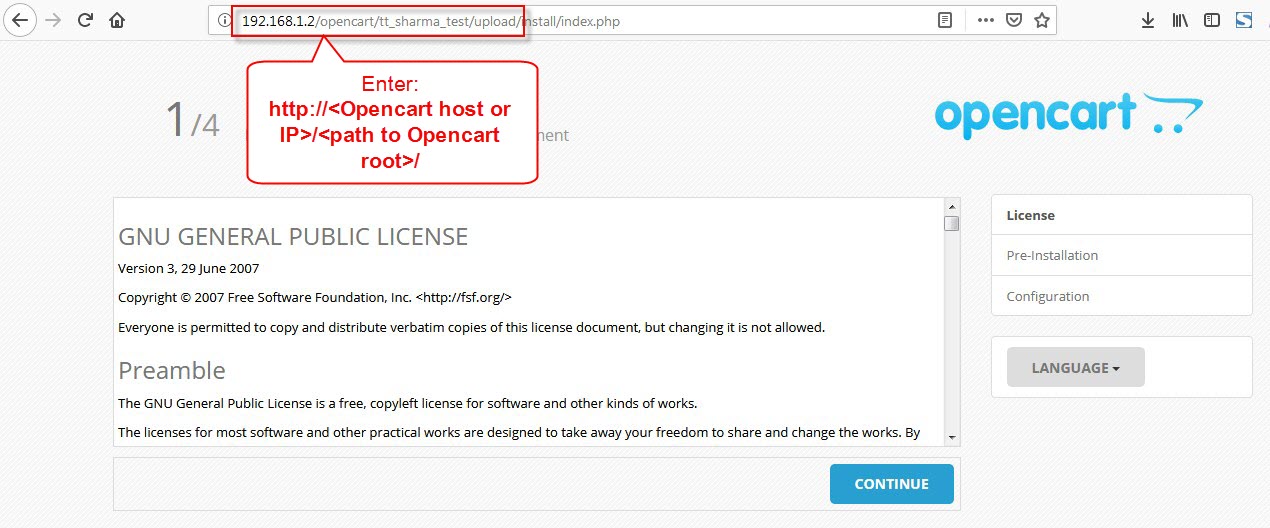 192.168.1.2/opencart/tt_sharma_test/upload/install/index.php
Enter:
http://<Opencart host or
IP>/<path to Opencart
root>/
1/4
opencart
GNU GENERAL PUBLIC LICENSE
Version 3, 29 June 2007
Copyright © 2007 Free Software Foundation, Inc. <http://fsf.org/>
Everyone is permitted to copy and distribute verbatim copies of this license document, but changing it is not allowed.
Preamble
The GNU General Public License is a free, copyleft license for software and other kinds of works.
The licenses for most software and other practical works are designed to take away your freedom to share and change the works. By
CONTINUE
License
Pre-Installation
Configuration
LANGUAGE